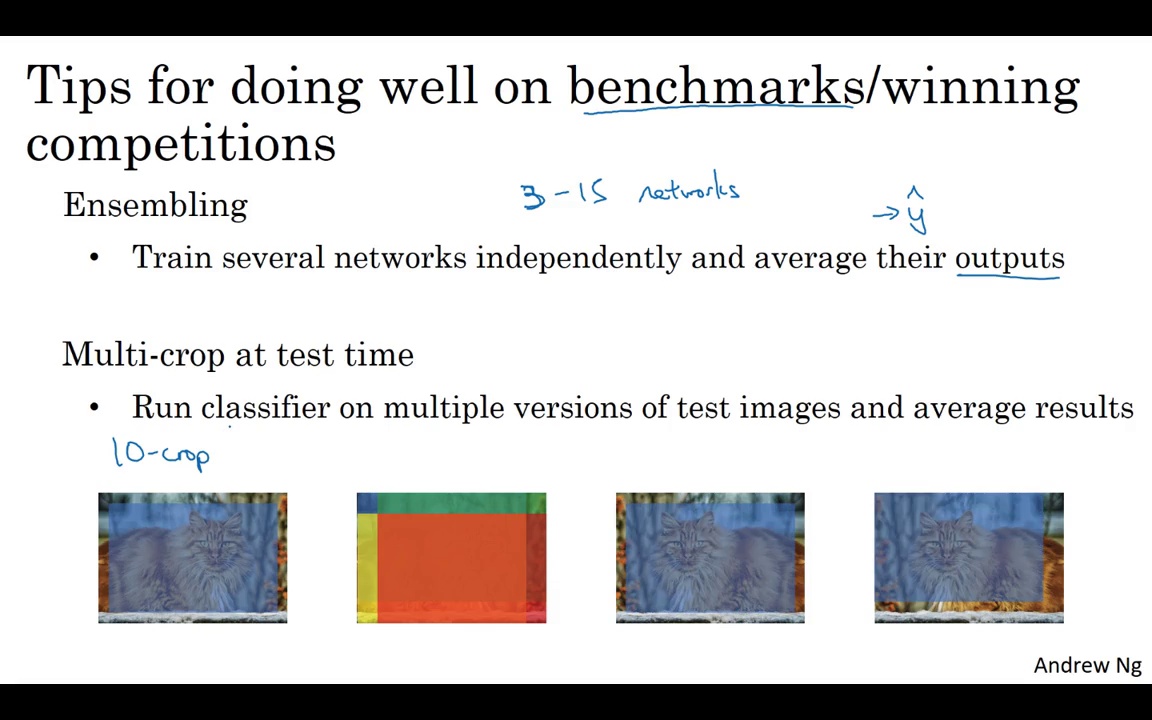 Tips for doing well on benchmarks/winning
competitions
Ensembling
3-15 networks
→ ŷ
• Train several networks independently and average their outputs
Multi-crop at test time
• Run classifier on multiple versions of test images and average results
10-crop
Andrew Ng